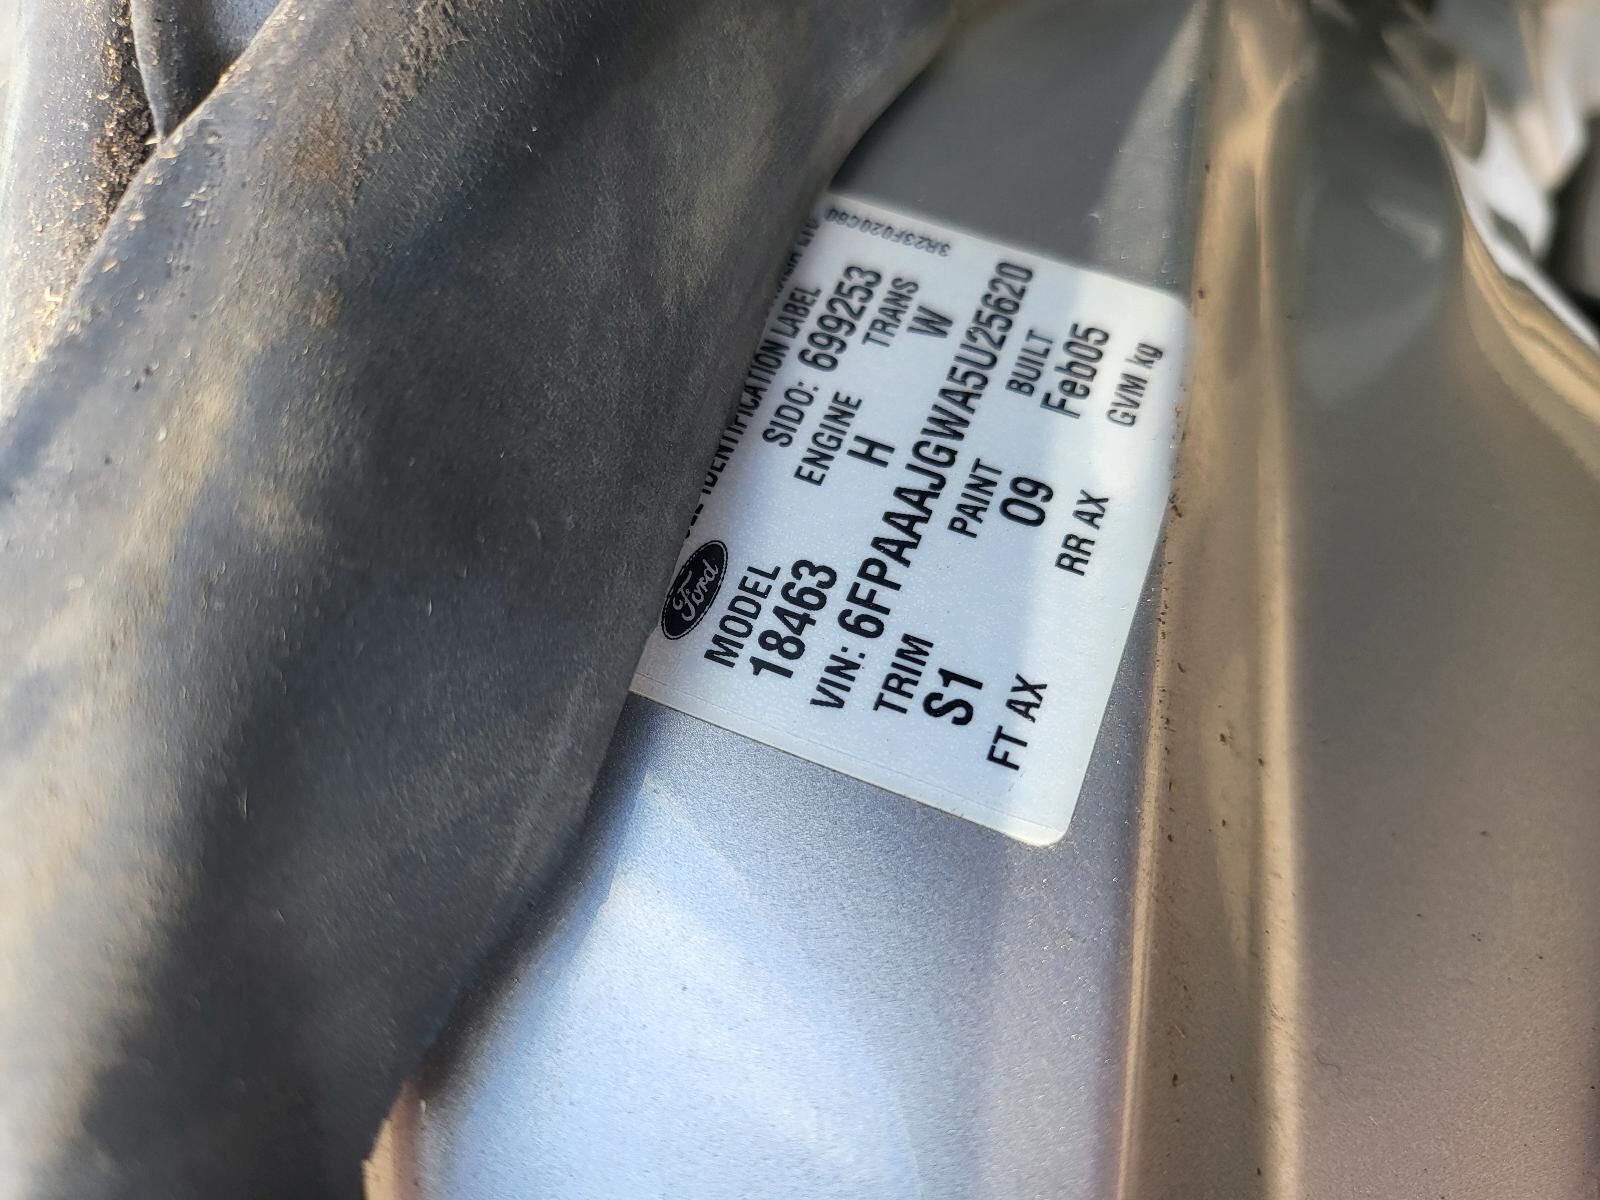 3R23F020C80
IDENTIFICATION LABEL
Ford
SIDO: 699253
MODEL ENGINE TRANS
18463 H W
VIN: 6FPAAAJGWA5U25620
TRIM PAINT BUILT
S1 09 Feb05
FT AX RR AX GVM kg